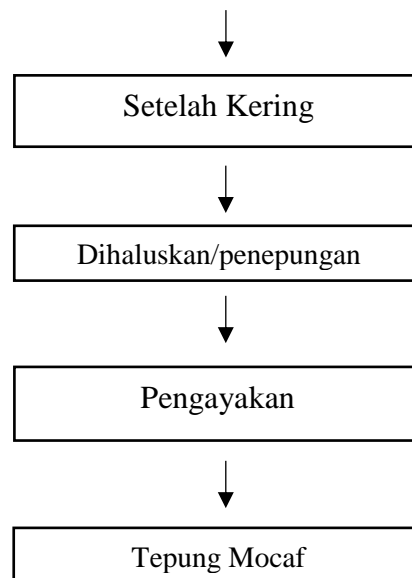 Setelah Kering
Dihaluskan/penepungan
Pengayakan
Tepung Mocaf